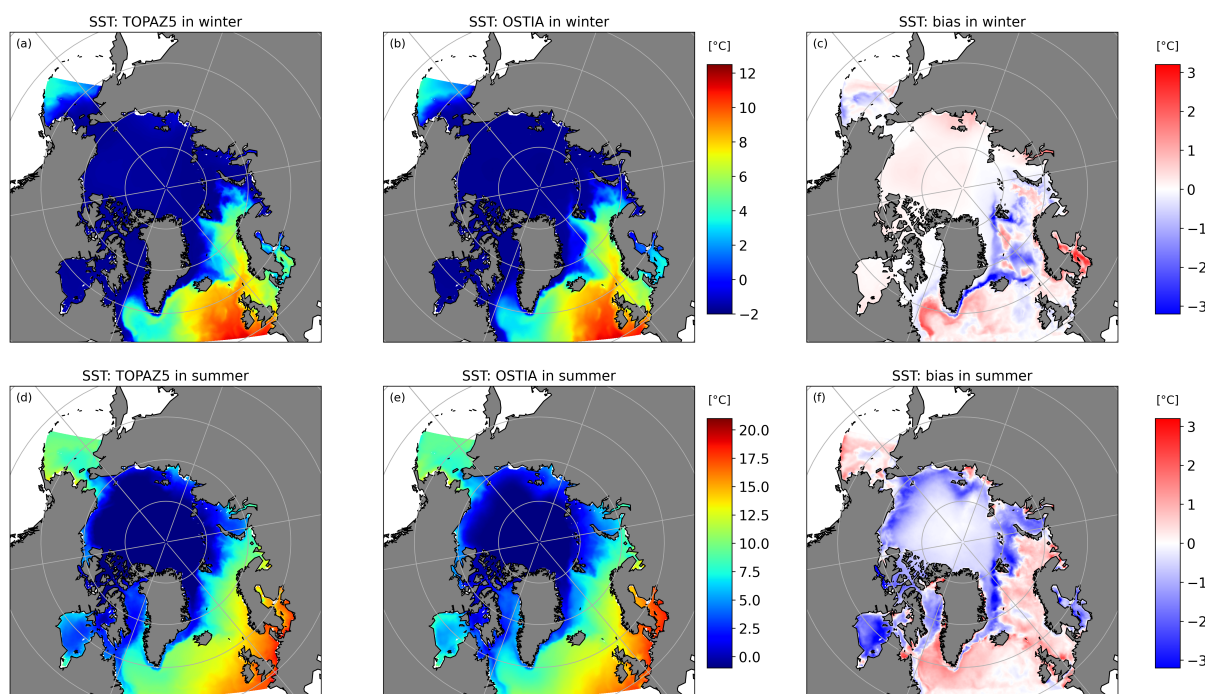 SST: TOPAZ5 in winter
(a)
SST: OSTIA in winter
(b)
[°C]
12
10
8
6
4
2
0
−2
SST: bias in winter
(c)
[°C]
3
2
1
0
−1
−2
−3
SST: TOPAZ5 in summer
(d)
SST: OSTIA in summer
(e)
[°C]
20.0
17.5
15.0
12.5
10.0
7.5
5.0
2.5
0.0
SST: bias in summer
(f)
[°C]
3
2
1
0
−1
−2
−3